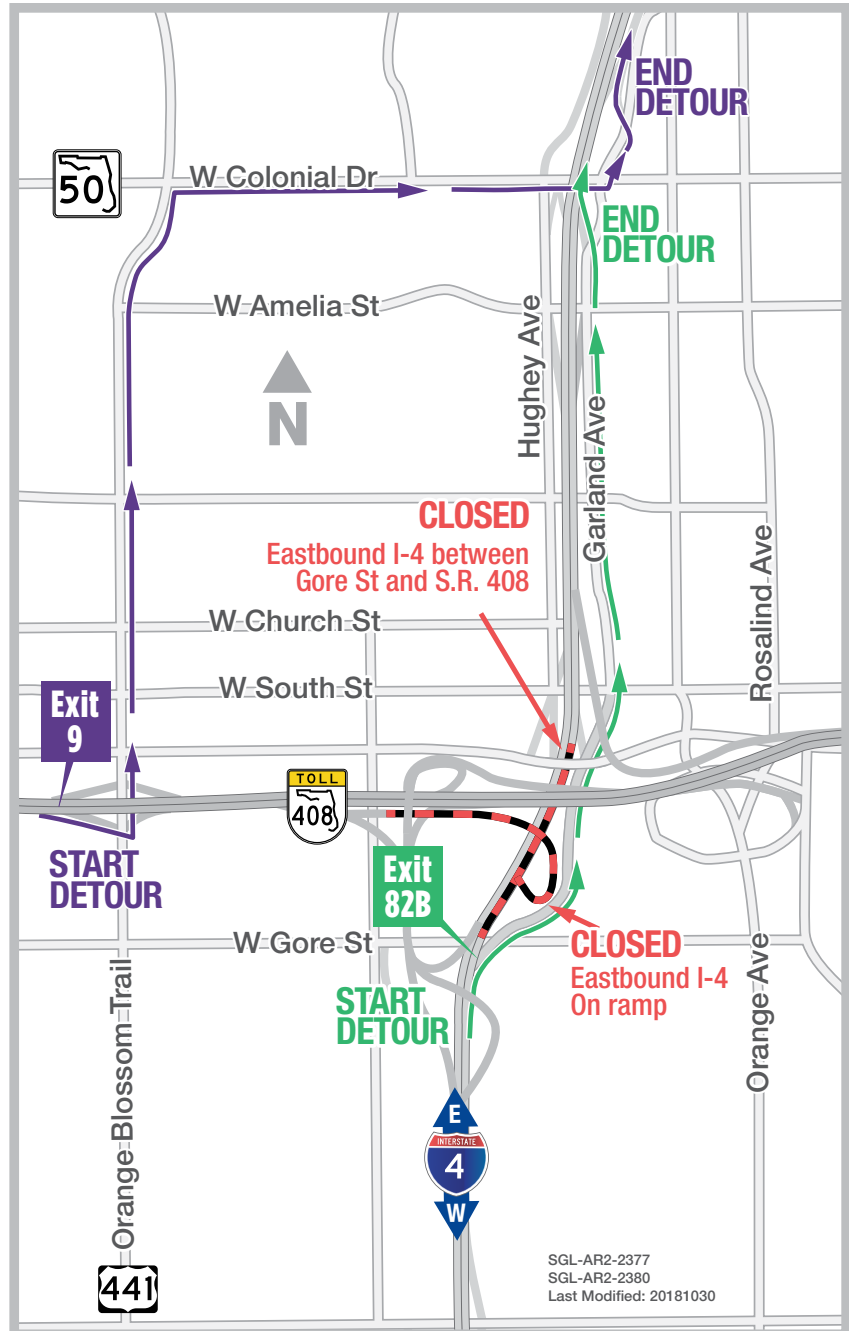 END
DETOUR
50
W Colonial Dr
END
DETOUR
W Amelia St
Hughey Ave
N
Garland Ave
CLOSED
Eastbound I-4 between
Gore St and S.R. 408
Rosalind Ave
W Church St
W South St
Exit
9
TOLL
408
START
DETOUR
Exit
82B
W Gore St
CLOSED
Eastbound I-4
On ramp
START
DETOUR
Orange Blossom Trail
Orange Ave
E
INTERSTATE
4
W
441
SGL-AR2-2377
SGL-AR2-2380
Last Modified: 20181030